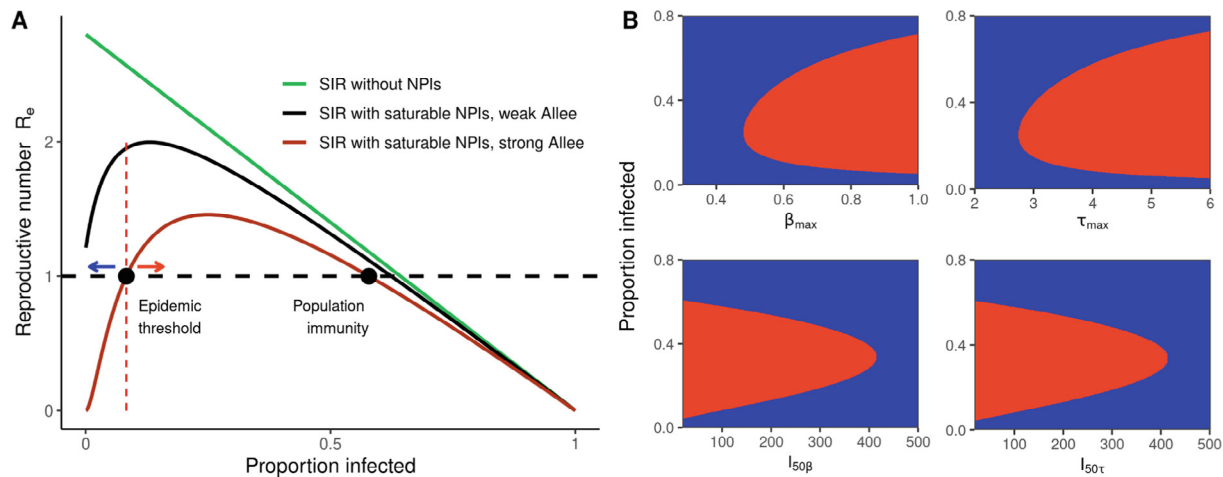 A
Reproductive number Re
2
1
0
SIR without NPIs
SIR with saturable NPIs, weak Allee
SIR with saturable NPIs, strong Allee
Epidemic
threshold
Population
immunity
0
0.5
1
Proportion infected
B
Proportion infected
0.8
0.4
0.0
0.4
0.6
0.8
1.0
βmax
0.8
0.4
0.0
2
3
4
5
6
τmax
0.8
0.4
0.0
100
200
300
400
500
I50β
0.8
0.4
0.0
100
200
300
400
500
I50τ